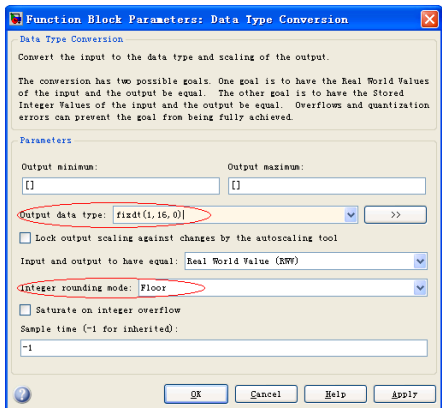 Function Block Parameters: Data Type Conversion
Data Type Conversion
Convert the input to the data type and scaling of the output.
The conversion has two possible goals. One goal is to have the Real World Values
of the input and the output be equal. The other goal is to have the Stored
Integer Values of the input and the output be equal. Overflows and quantization
errors can prevent the goal from being fully achieved.
Parameters
Output minimum: Output maximum:
[] []
Output data type: fixdt(1,16,0) >>
Lock output scaling against changes by the autoscaling tool
Input and output to have equal: Real World Value (RWV)
Integer rounding mode: Floor
Saturate on integer overflow
Sample time (-1 for inherited):
-1
? OK Cancel Help Apply